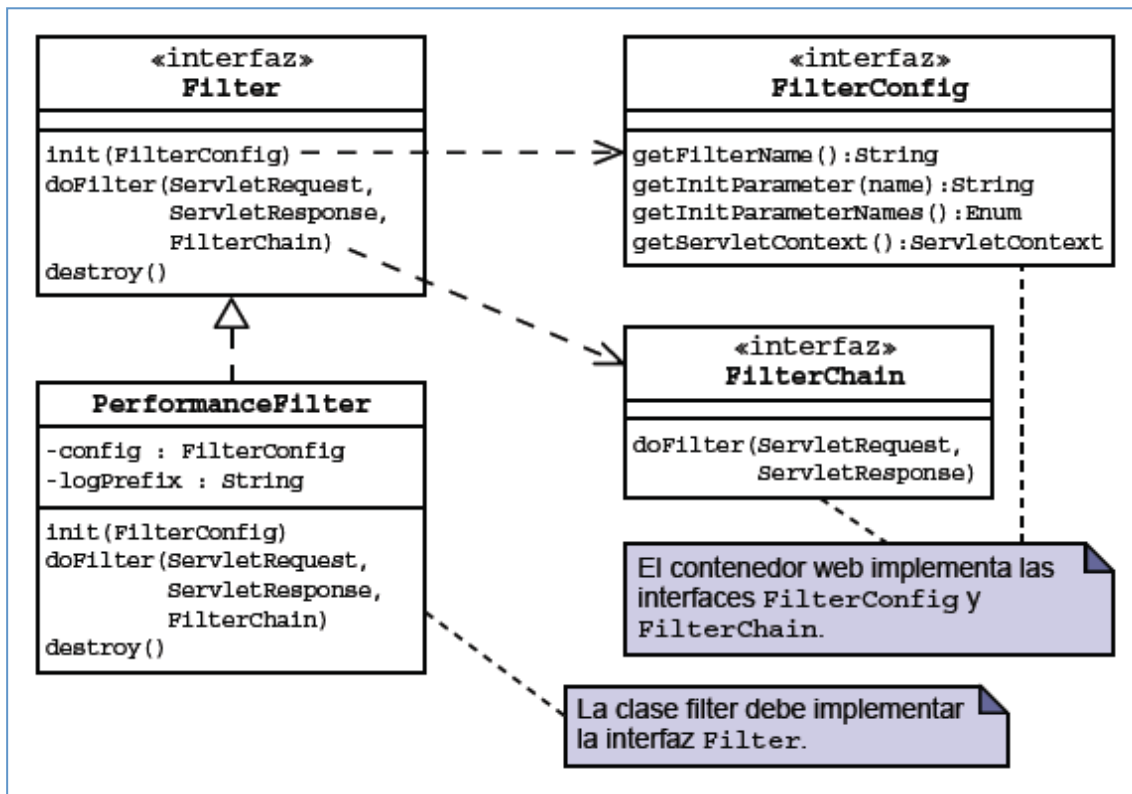 «interfaz»
Filter
init(FilterConfig)
doFilter(ServletRequest,
ServletResponse,
FilterChain)
destroy()
«interfaz»
FilterConfig
getFilterName():String
getInitParameter(name):String
getInitParameterNames():Enum
getServletContext():ServletContext
«interfaz»
FilterChain
doFilter(ServletRequest,
ServletResponse)
PerformanceFilter
-config : FilterConfig
-logPrefix : String
init(FilterConfig)
doFilter(ServletRequest,
ServletResponse,
FilterChain)
destroy()
El contenedor web implementa las
interfaces FilterConfig y
FilterChain.
La clase filter debe implementar
la interfaz Filter.